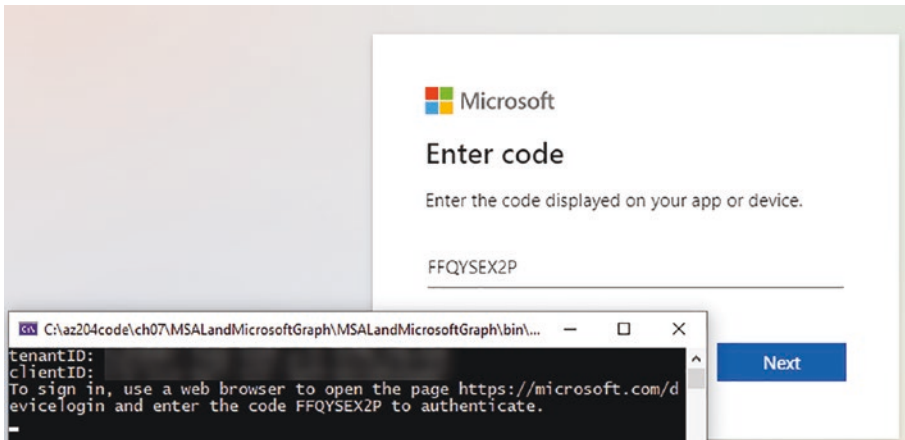 Microsoft
Enter code
Enter the code displayed on your app or device.
FFQYSEX2P
Next
C:\az204code\ch07\MSALandMicrosoftGraph\MSALandMicrosoftGraph\bin\...
tenantID:
clientID:
To sign in, use a web browser to open the page https://microsoft.com/d
evicelogin and enter the code FFQYSEX2P to authenticate.